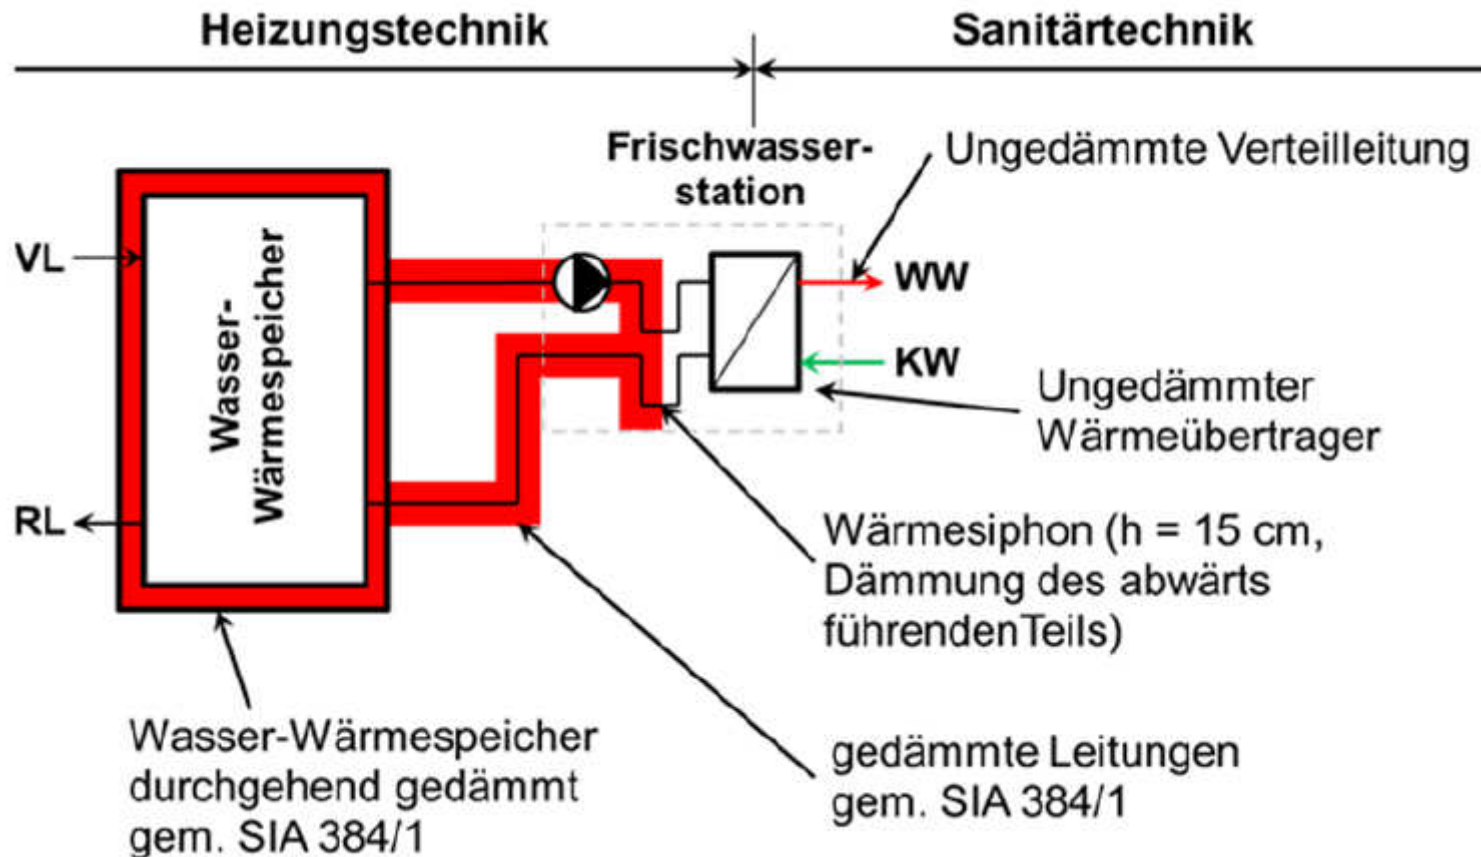 Heizungstechnik
Sanitärtechnik
Frischwasser-
station
Ungedämmte Verteilleitung
VL
Wasser-
Wärmespeicher
WW
KW
Ungedämmter
Wärmeübertrager
RL
Wärmesiphon (h = 15 cm,
Dämmung des abwärts
führendenTeils)
Wasser-Wärmespeicher
durchgehend gedämmt
gem. SIA 384/1
gedämmte Leitungen
gem. SIA 384/1